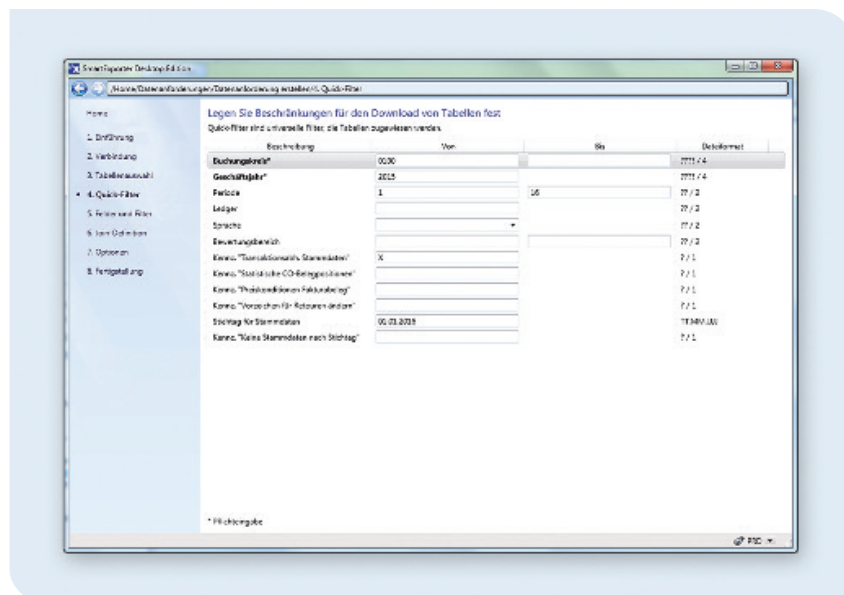 SmartExporter Desktop Edition
/Home/Datenanforderungen/Datenanforderung erstellen/4. Quick-Filter
Home
1. Einführung
2. Verbindung
3. Tabellenauswahl
4. Quick-Filter
5. Felder und Filter
6. Join Definition
7. Optionen
8. Fertigstellung
Legen Sie Beschränkungen für den Download von Tabellen fest
Quick-Filter sind universelle Filter, die Tabellen zugewiesen werden.
Beschreibung Von Bis Dateiformat
Buchungskreis* 0100 ???? / 4
Geschäftsjahr* 2015 ???? / 4
Periode 1 16 ?? / 2
Ledger ?? / 2
Sprache ?? / 2
Bewertungsbereich ?? / 2
Kennz. "Transaktionsabh. Stammdaten" X ? / 1
Kennz. "Statistische CO-Belegpositionen" ? / 1
Kennz. "Preiskonditionen Fakturabeleg" ? / 1
Kennz. "Vorzeichen für Retouren ändern" ? / 1
Stichtag für Stammdaten 01.01.2015 TT.MM.JJJJ
Kennz. "Keine Stammdaten nach Stichtag" ? / 1
* Pflichteingabe
PRD